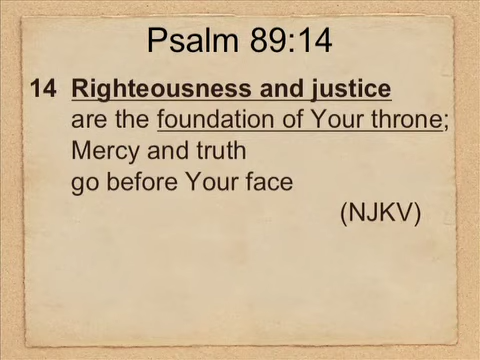 Psalm 89:14
14 Righteousness and justice
are the foundation of Your throne;
Mercy and truth
go before Your face
(NJKV)